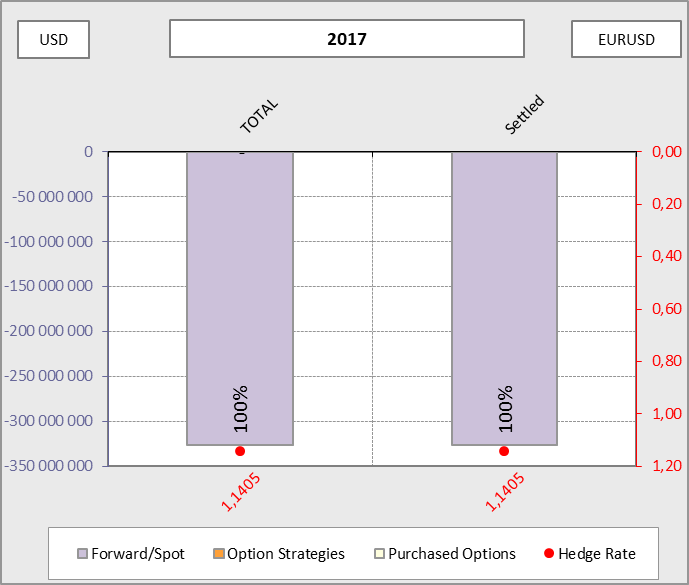 USD
2017
EURUSD
TOTAL
Settled
0
-50 000 000
-100 000 000
-150 000 000
-200 000 000
-250 000 000
-300 000 000
-350 000 000
0,00
0,20
0,40
0,60
0,80
1,00
1,20
100%
100%
1,1405
1,1405
Forward/Spot Option Strategies Purchased Options Hedge Rate